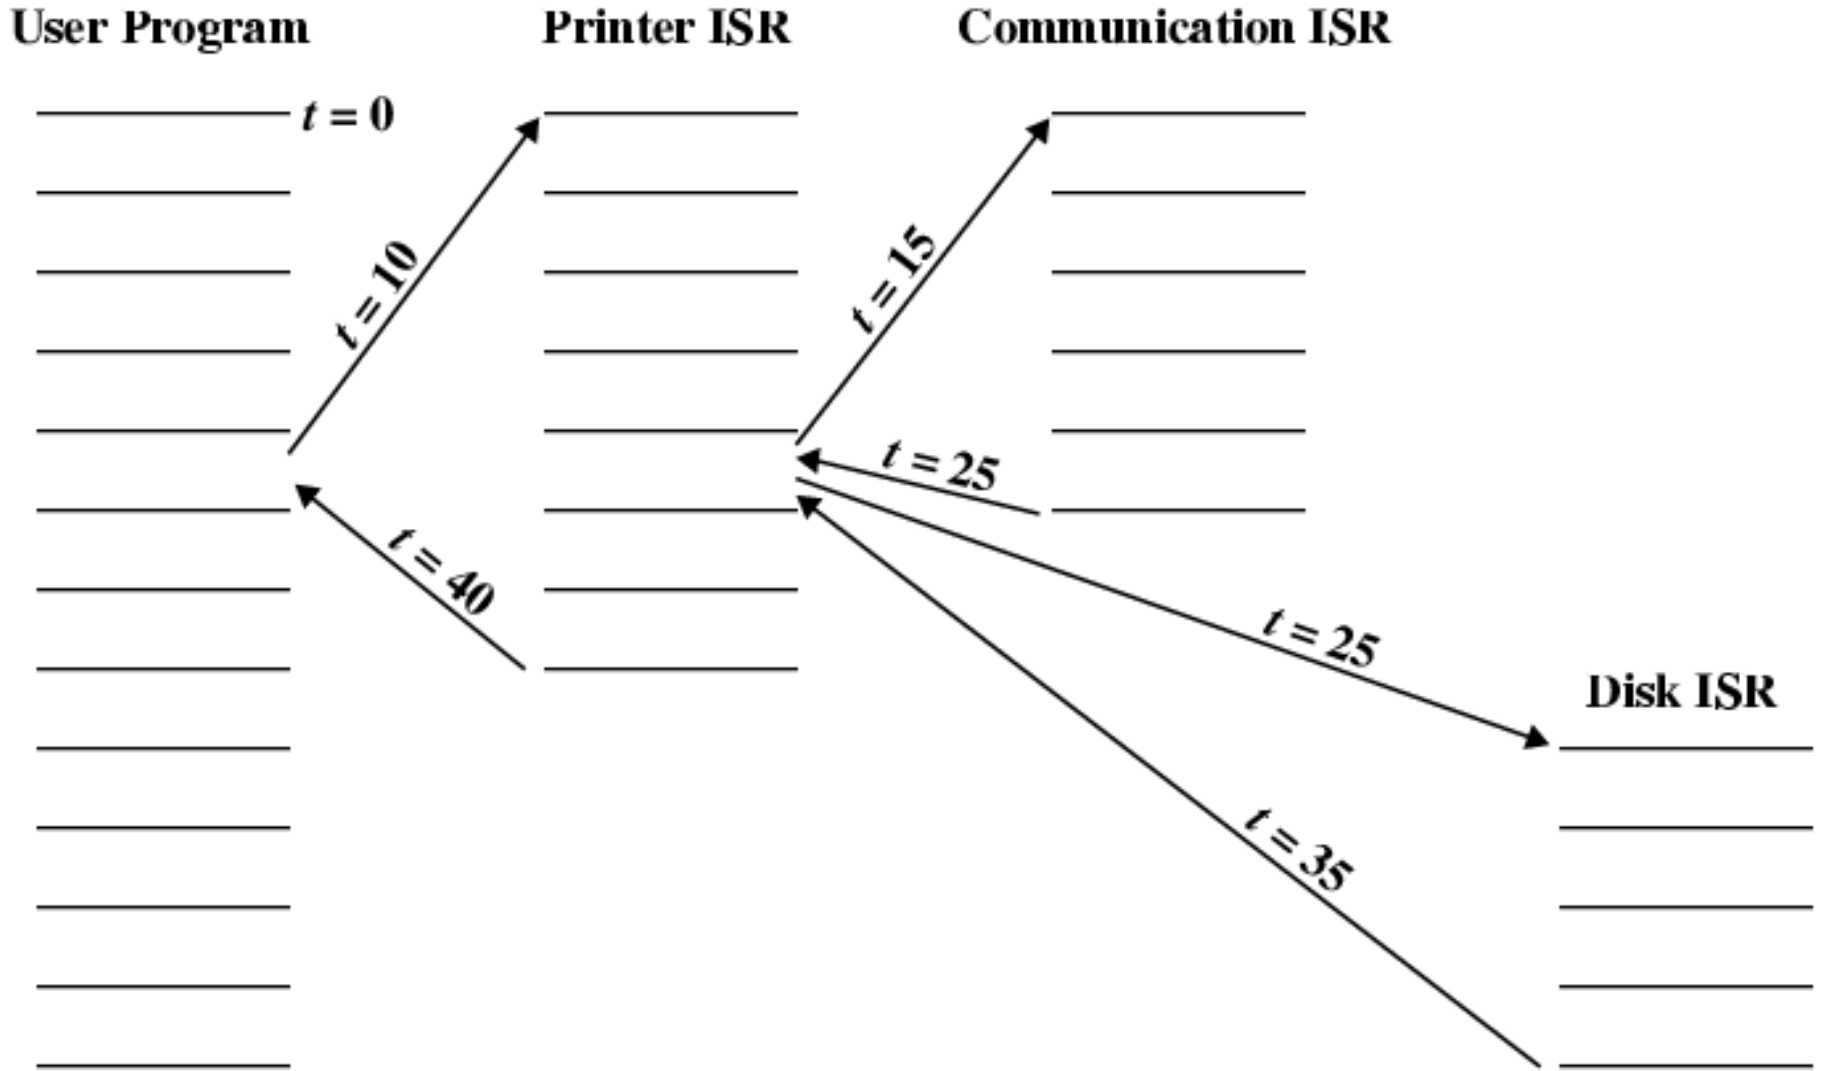 User Program
Printer ISR
Communication ISR
t = 0
t = 10
t = 15
t = 25
t = 40
t = 25
Disk ISR
t = 35